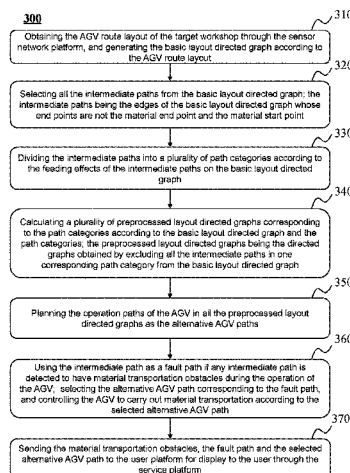 300
310
Obtaining the AGV route layout of the target workshop through the sensor
network platform, and generating the basic layout directed graph according to
the AGV route layout
320
Selecting all the intermediate paths from the basic layout directed graph; the
intermediate paths being the edges of the basic layout directed graph whose
end points are not the material end point and the material start point
330
Dividing the intermediate paths into a plurality of path categories according to
the feeding effects of the intermediate paths on the basic layout directed
graph
340
Calculating a plurality of preprocessed layout directed graphs corresponding
to the path categories according to the basic layout directed graph and the
path categories; the preprocessed layout directed graphs being the directed
graphs obtained by excluding all the intermediate paths in one
corresponding path category from the basic layout directed graph
350
Planning the operation paths of the AGV in all the preprocessed layout
directed graphs as the alternative AGV paths
360
Using the intermediate path as a fault path if any intermediate path is
detected to have material transportation obstacles during the operation of
the AGV; selecting the alternative AGV path corresponding to the fault path,
and controlling the AGV to carry out material transportation according to the
selected alternative AGV path
370
Sending the material transportation obstacles, the fault path and the selected
alternative AGV path to the user platform for display to the user through the
service platform